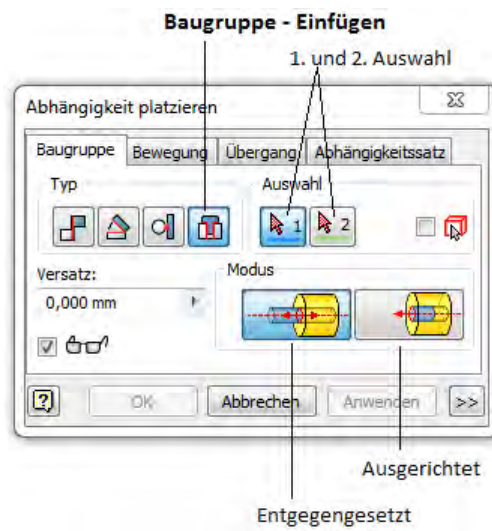 Baugruppe - Einfügen
1. und 2. Auswahl
Abhängigkeit platzieren
Baugruppe Bewegung Übergang Abhängigkeitssatz
Typ Auswahl
1 2
Versatz: Modus
0,000 mm
? OK Abbrechen Anwenden >>
Ausgerichtet
Entgegengesetzt